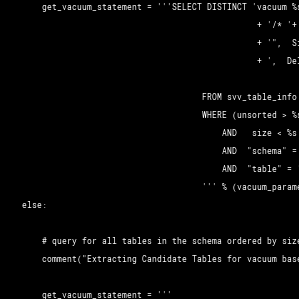 get_vacuum_statement = '''SELECT DISTINCT 'vacuum %s
+ '/* '+
+ '",
+ ',
FROM svv_table_info
WHERE (unsorted > %s
AND size < %s
AND "schema" =
AND "table" =
''' % (vacuum_parame
else:
# query for all tables in the schema ordered by size
comment("Extracting Candidate Tables for vacuum base
get_vacuum_statement = '''